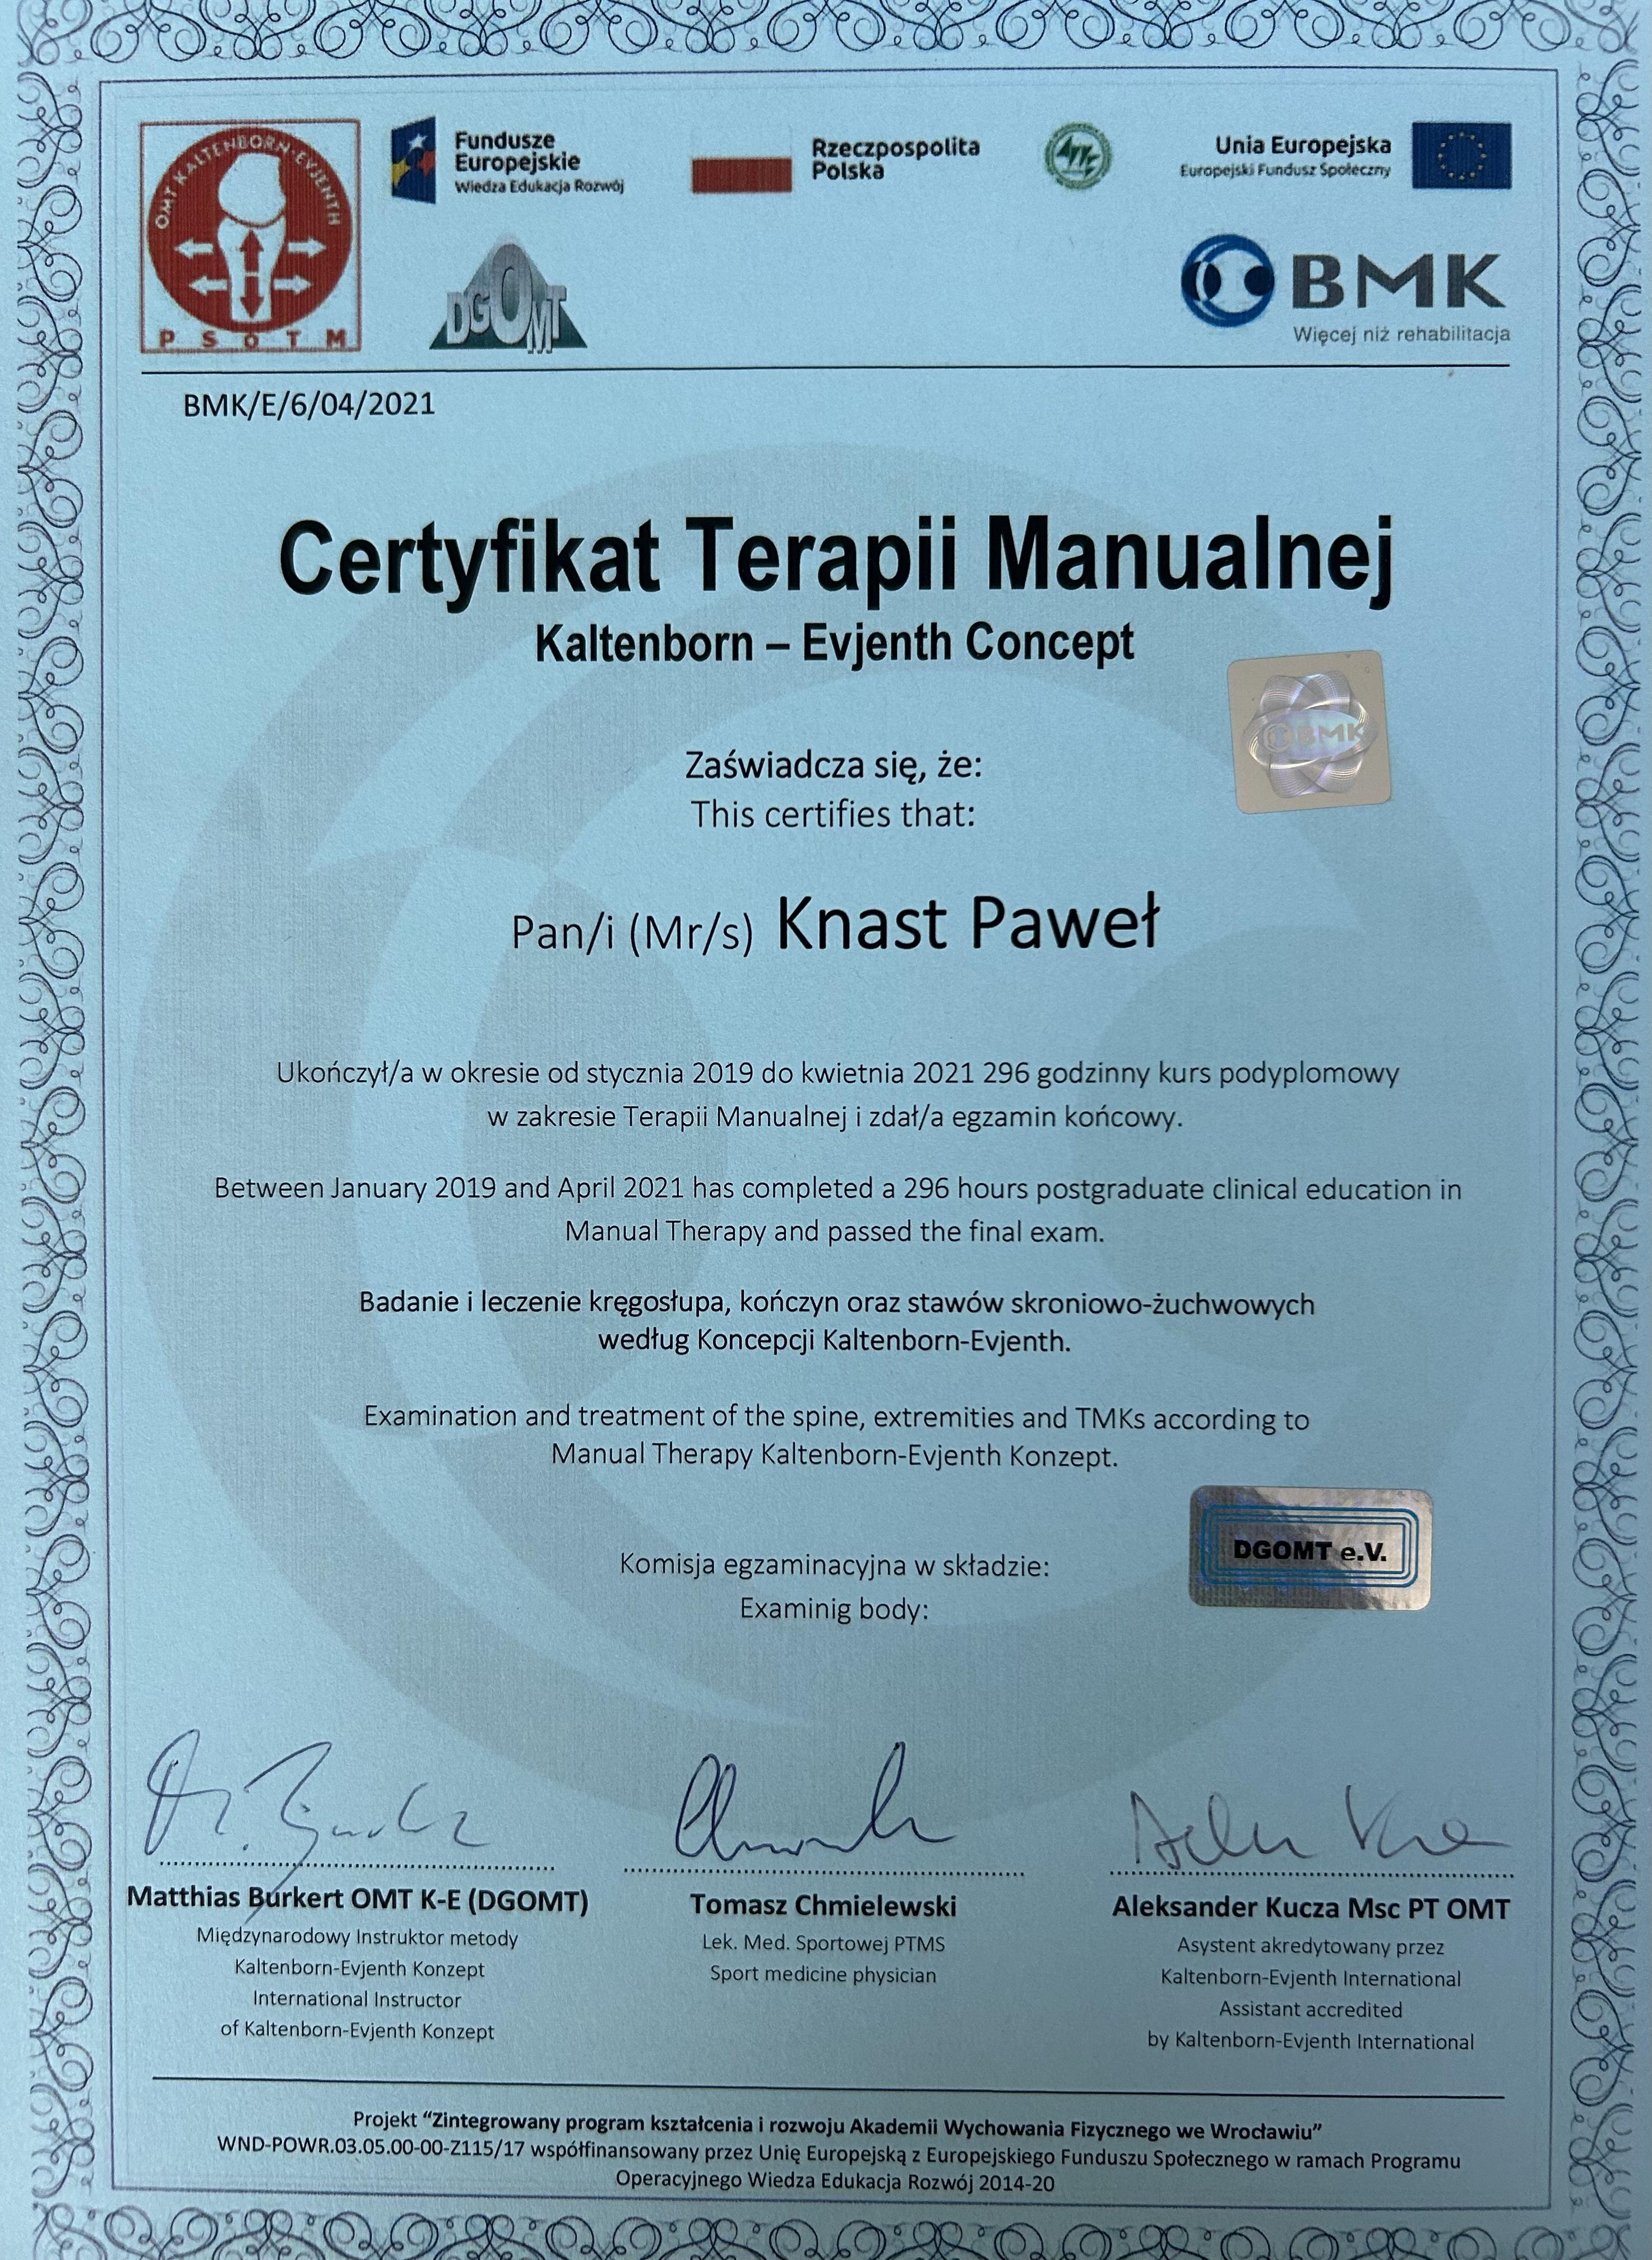 OMT KALTENBORN-EVJENTH
PSOTM
Fundusze
Europejskie
Wiedza Edukacja Rozwój
Rzeczpospolita
Polska
Unia Europejska
Europejski Fundusz Społeczny
DGOMT
BMK
Więcej niż rehabilitacja
BMK/E/6/04/2021
Certyfikat Terapii Manualnej
Kaltenborn – Evjenth Concept
BMK
Zaświadcza się, że:
This certifies that:
Pan/i (Mr/s) Knast Paweł
Ukończył/a w okresie od stycznia 2019 do kwietnia 2021 296 godzinny kurs podyplomowy
w zakresie Terapii Manualnej i zdał/a egzamin końcowy.
Between January 2019 and April 2021 has completed a 296 hours postgraduate clinical education in
Manual Therapy and passed the final exam.
Badanie i leczenie kręgosłupa, kończyn oraz stawów skroniowo-żuchwowych
według Koncepcji Kaltenborn-Evjenth.
Examination and treatment of the spine, extremities and TMKs according to
Manual Therapy Kaltenborn-Evjenth Konzept.
DGOMT e.V.
Komisja egzaminacyjna w składzie:
Examinig body:
Matthias Burkert OMT K-E (DGOMT)
Międzynarodowy Instruktor metody
Kaltenborn-Evjenth Konzept
International Instructor
of Kaltenborn-Evjenth Konzept
Tomasz Chmielewski
Lek. Med. Sportowej PTMS
Sport medicine physician
Aleksander Kucza Msc PT OMT
Asystent akredytowany przez
Kaltenborn-Evjenth International
Assistant accredited
by Kaltenborn-Evjenth International
Projekt “Zintegrowany program kształcenia i rozwoju Akademii Wychowania Fizycznego we Wrocławiu”
WND-POWR.03.05.00-00-Z115/17 współfinansowany przez Unię Europejską z Europejskiego Funduszu Społecznego w ramach Programu
Operacyjnego Wiedza Edukacja Rozwój 2014-20